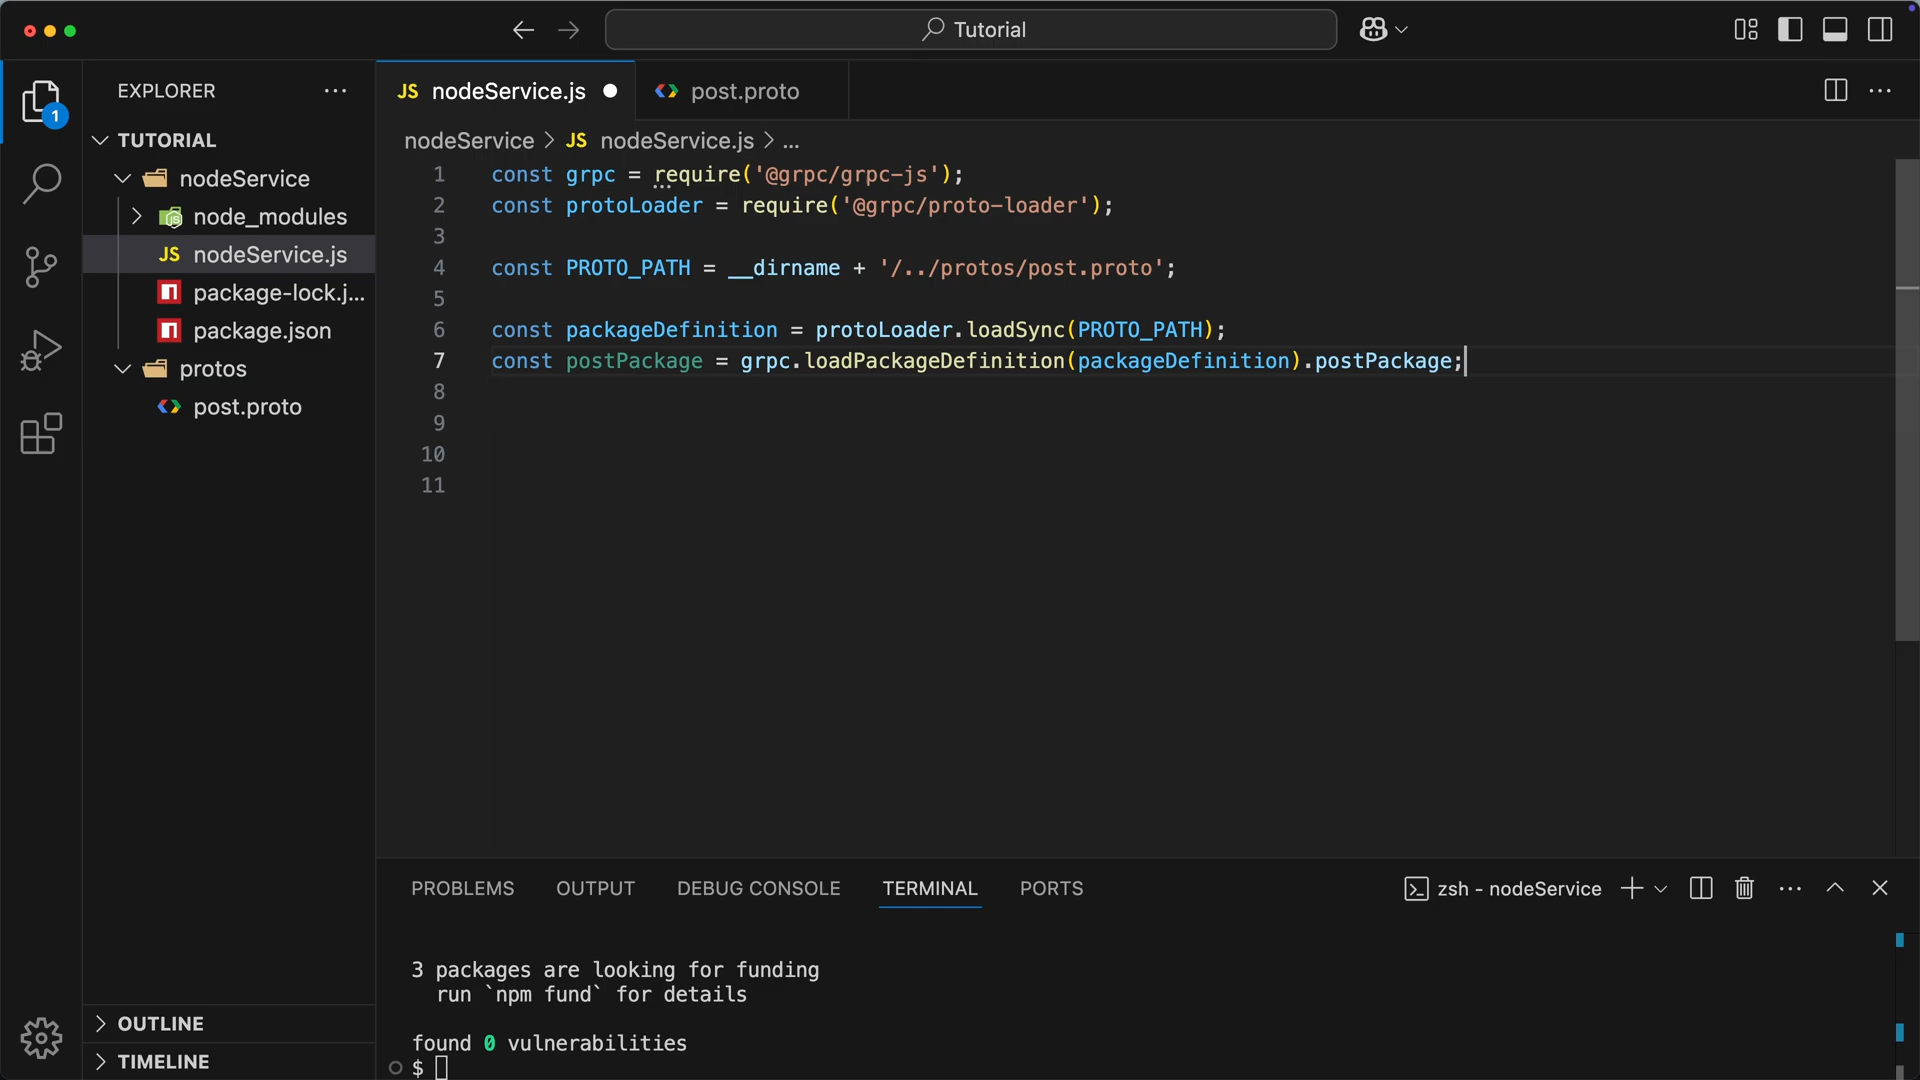 Tutorial
EXPLORER
1
TUTORIAL
nodeService
node_modules
JS nodeService.js
package-lock.j...
package.json
protos
post.proto
OUTLINE
TIMELINE
JS nodeService.js
post.proto
nodeService > JS nodeService.js > ...
1 const grpc = require('@grpc/grpc-js');
2 const protoLoader = require('@grpc/proto-loader');
3
4 const PROTO_PATH = __dirname + '/../protos/post.proto';
5
6 const packageDefinition = protoLoader.loadSync(PROTO_PATH);
7 const postPackage = grpc.loadPackageDefinition(packageDefinition).postPackage;
8
9
10
11
PROBLEMS OUTPUT DEBUG CONSOLE TERMINAL PORTS
zsh - nodeService
3 packages are looking for funding
run `npm fund` for details
found 0 vulnerabilities
$